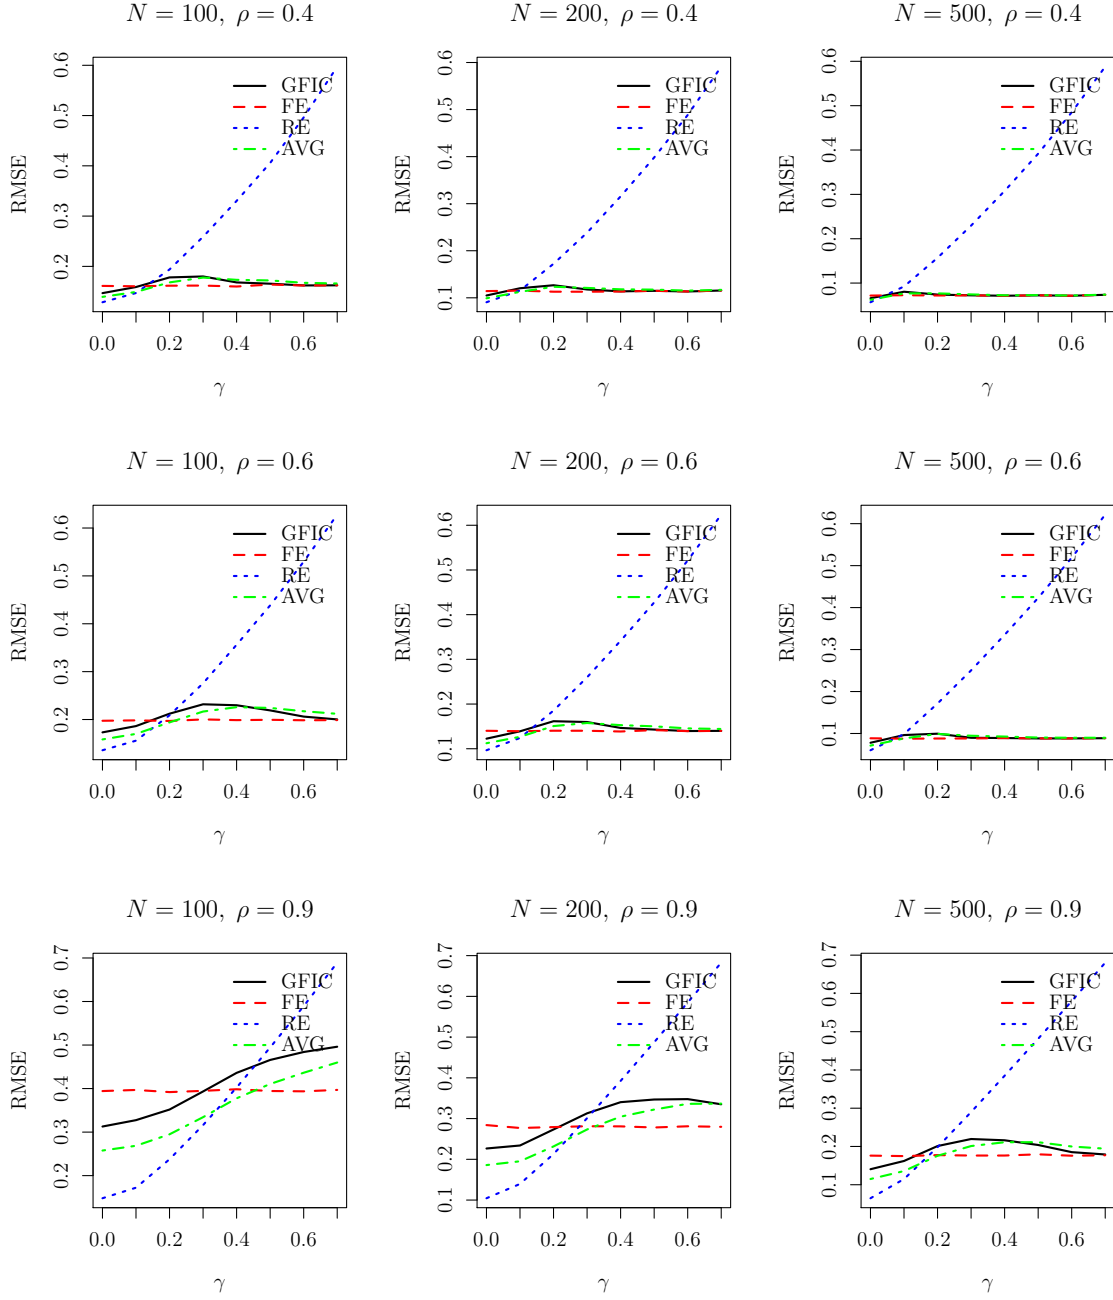 N = 100, ρ = 0.4
RMSE
0.2 0.3 0.4 0.5 0.6
GFIC
FE
RE
AVG
0.0 0.2 0.4 0.6
γ
N = 200, ρ = 0.4
RMSE
0.1 0.2 0.3 0.4 0.5 0.6
GFIC
FE
RE
AVG
0.0 0.2 0.4 0.6
γ
N = 500, ρ = 0.4
RMSE
0.1 0.2 0.3 0.4 0.5 0.6
GFIC
FE
RE
AVG
0.0 0.2 0.4 0.6
γ
N = 100, ρ = 0.6
RMSE
0.2 0.3 0.4 0.5 0.6
GFIC
FE
RE
AVG
0.0 0.2 0.4 0.6
γ
N = 200, ρ = 0.6
RMSE
0.1 0.2 0.3 0.4 0.5 0.6
GFIC
FE
RE
AVG
0.0 0.2 0.4 0.6
γ
N = 500, ρ = 0.6
RMSE
0.1 0.2 0.3 0.4 0.5 0.6
GFIC
FE
RE
AVG
0.0 0.2 0.4 0.6
γ
N = 100, ρ = 0.9
RMSE
0.2 0.3 0.4 0.5 0.6 0.7
GFIC
FE
RE
AVG
0.0 0.2 0.4 0.6
γ
N = 200, ρ = 0.9
RMSE
0.1 0.2 0.3 0.4 0.5 0.6 0.7
GFIC
FE
RE
AVG
0.0 0.2 0.4 0.6
γ
N = 500, ρ = 0.9
RMSE
0.1 0.2 0.3 0.4 0.5 0.6 0.7
GFIC
FE
RE
AVG
0.0 0.2 0.4 0.6
γ